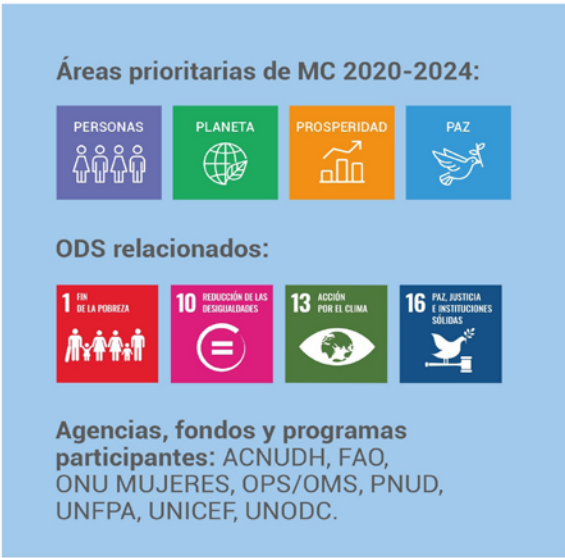 Áreas prioritarias de MC 2020-2024:
PERSONAS
PLANETA
PROSPERIDAD
PAZ
ODS relacionados:
1 FIN
DE LA POBREZA
10 REDUCCIÓN DE LAS
DESIGUALDADES
13 ACCIÓN
POR EL CLIMA
16 PAZ, JUSTICIA
E INSTITUCIONES
SÓLIDAS
Agencias, fondos y programas
participantes: ACNUDH, FAO,
ONU MUJERES, OPS/OMS, PNUD,
UNFPA, UNICEF, UNODC.